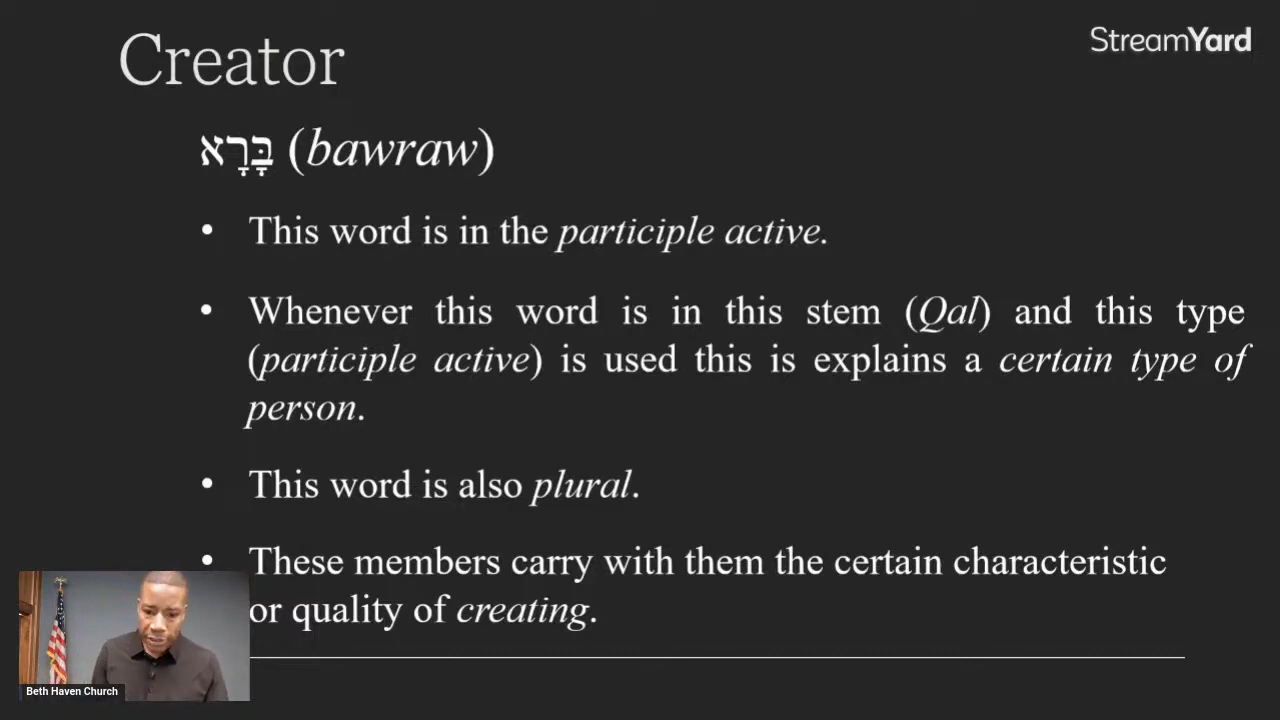 Creator
StreamYard
בָּרָא (bawraw)
• This word is in the participle active.
• Whenever this word is in this stem (Qal) and this type
(participle active) is used this is explains a certain type of
person.
• This word is also plural.
• These members carry with them the certain characteristic
or quality of creating.
Beth Haven Church